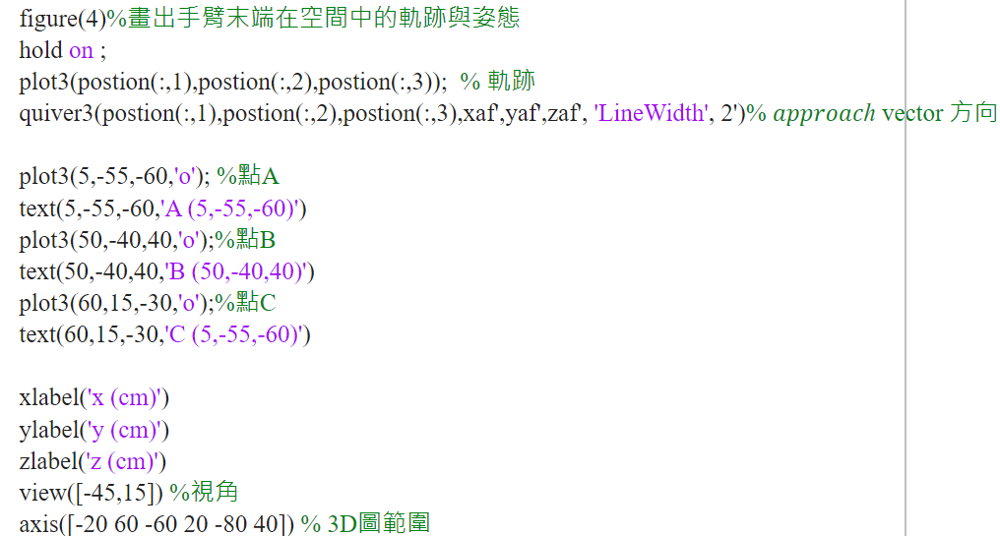 figure(4)%畫出手臂末端在空間中的軌跡與姿態
hold on ;
plot3(postion(:,1),postion(:,2),postion(:,3));  % 軌跡
quiver3(postion(:,1),postion(:,2),postion(:,3),xaf',yaf',zaf', 'LineWidth', 2')% approach vector 方向
plot3(5,-55,-60,'o'); %點A
text(5,-55,-60,'A (5,-55,-60)')
plot3(50,-40,40,'o');%點B
text(50,-40,40,'B (50,-40,40)')
plot3(60,15,-30,'o');%點C
text(60,15,-30,'C (5,-55,-60)')
xlabel('x (cm)')
ylabel('y (cm)')
zlabel('z (cm)')
view([-45,15]) %視角
axis([-20 60 -60 20 -80 40]) % 3D圖範圍